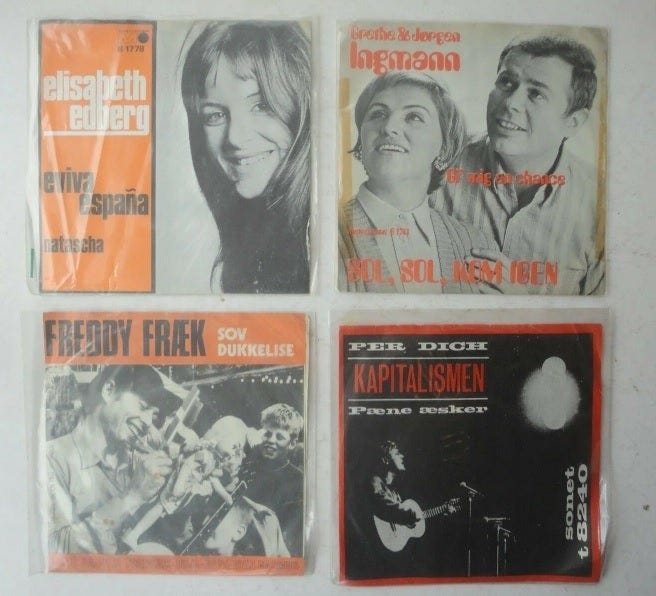 B 1778
elisabeth
edberg
eviva
españa
natascha
Grethe & Jørgen
Ingmann
Gi' mig en chance
SOL, SOL, KOM IGEN
FREDDY FRÆK
SOV
DUKKELISE
PER DICH
KAPITALISMEN
Pæne æsker
sonet
t 8240